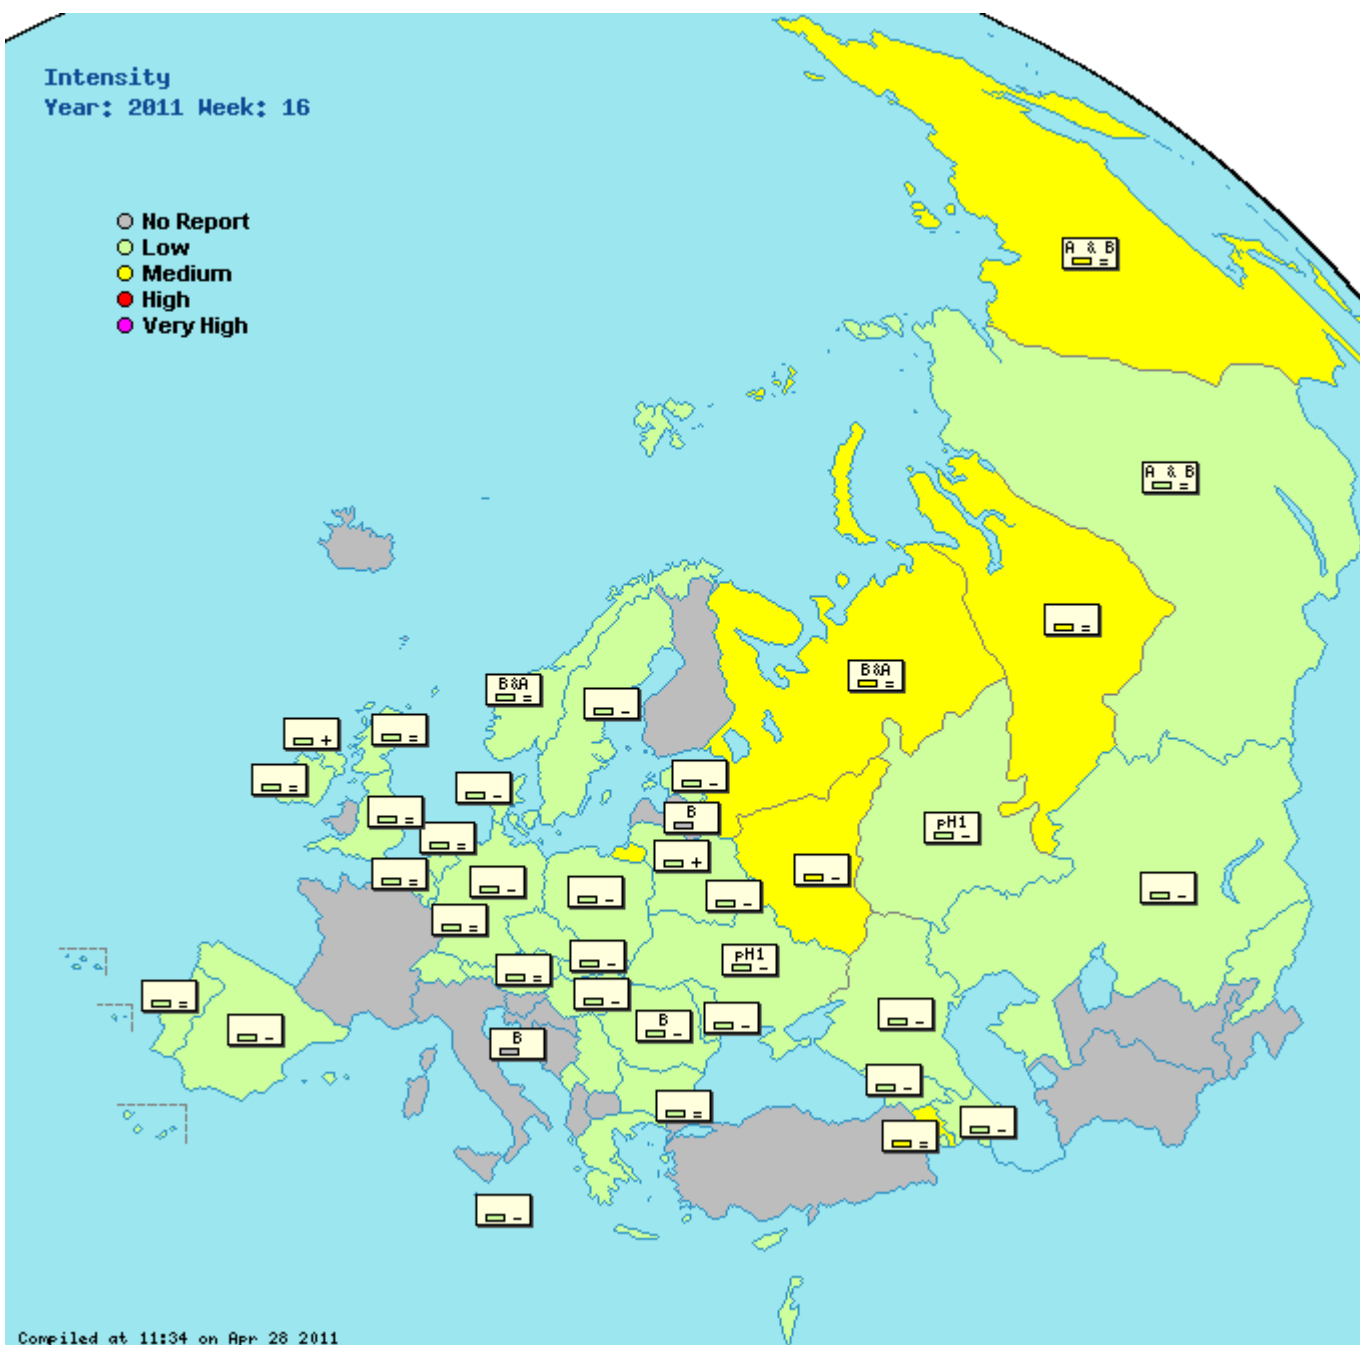 Intensity
Year: 2011 Week: 16
No Report
Low
Medium
High
Very High
A & B
=
A & B
=
=
B&A
=
B&A
=
-
+
=
=
-
-
=
B
=
pH1
-
+
-
=
-
-
-
-
-
=
-
pH1
-
=
-
=
-
-
B
-
-
-
B
-
=
-
=
-
Compiled at 11:34 on Apr 28 2011